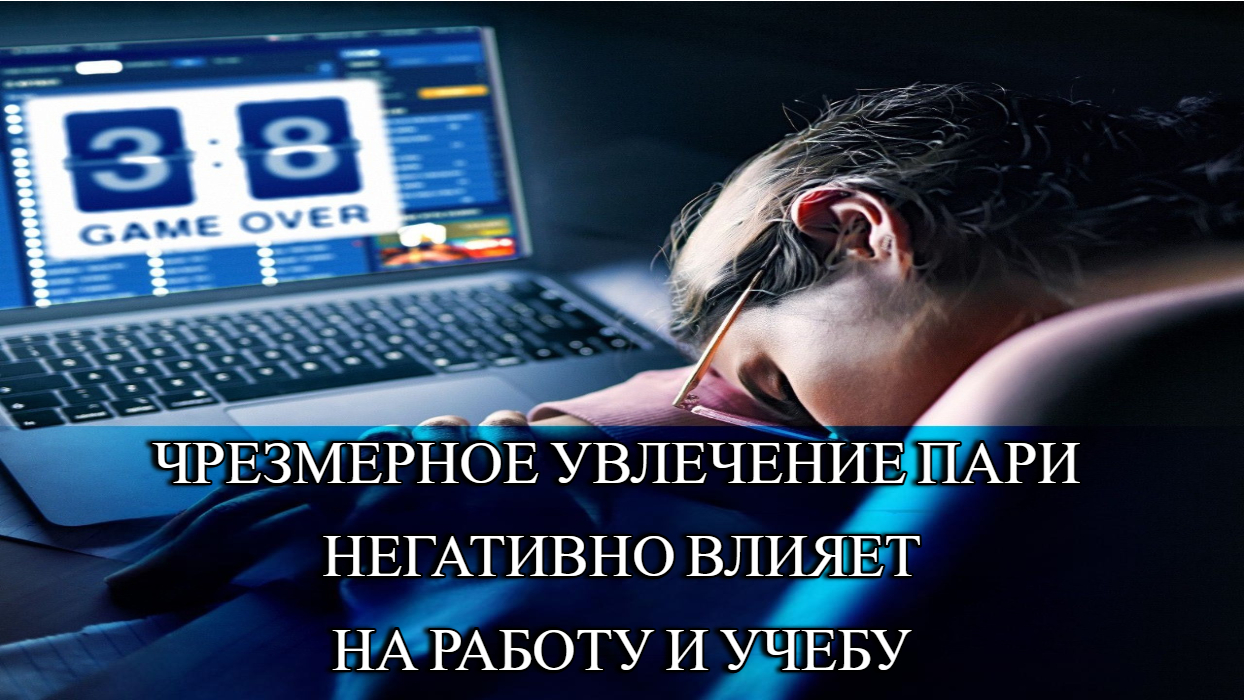 3:8
GAME OVER
ЧРЕЗМЕРНОЕ УВЛЕЧЕНИЕ ПАРИ
НЕГАТИВНО ВЛИЯЕТ
НА РАБОТУ И УЧЕБУ